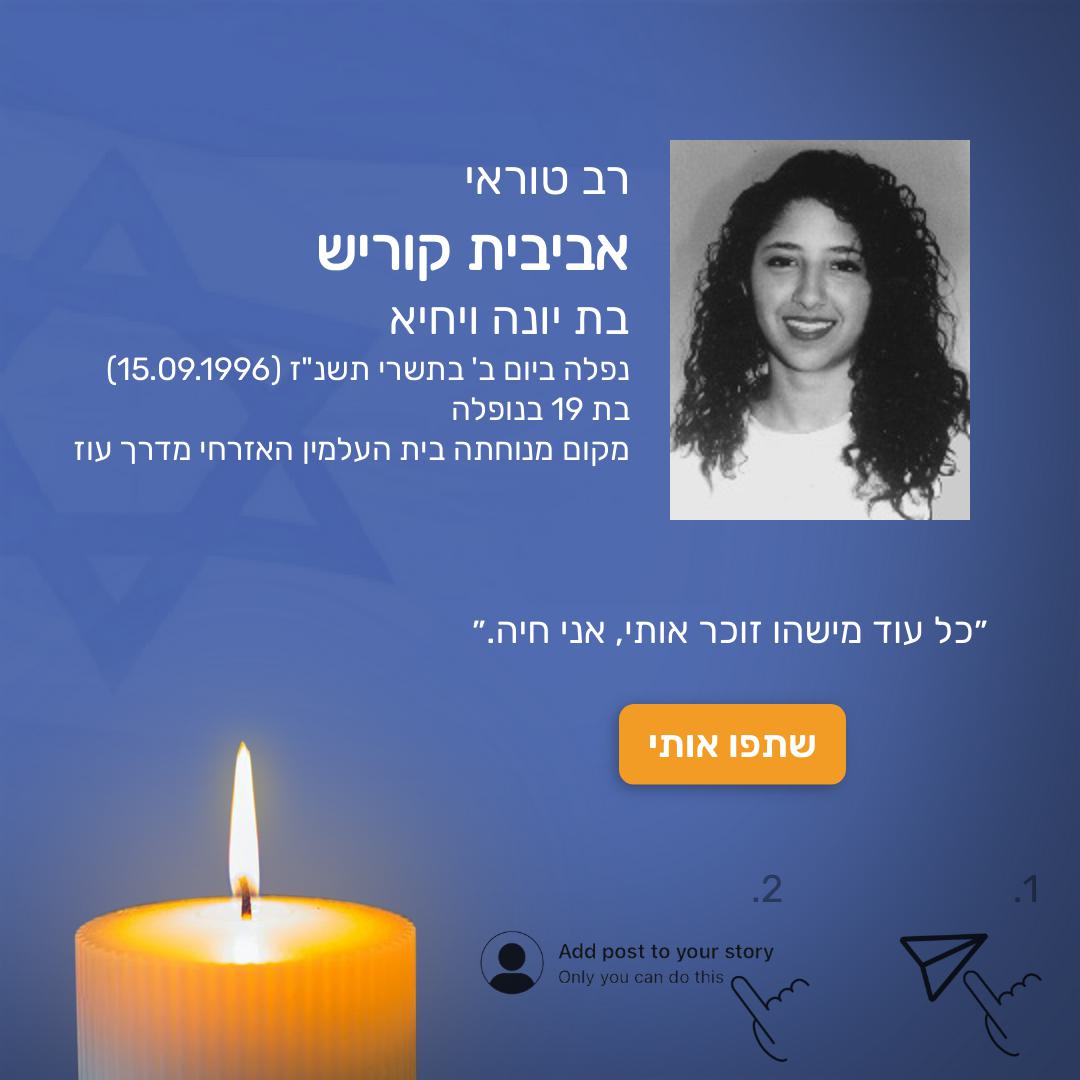 רב טוראי
אביבית קוריש
בת יונה ויחיא
נפלה ביום ב' בתשרי תשנ"ז (15.09.1996)
בת 19 בנופלה
מקום מנוחתה בית העלמין האזרחי מדרך עוז
״כל עוד מישהו זוכר אותי, אני חיה.״
שתפו אותי
1.
2.
Add post to your story
Only you can do this